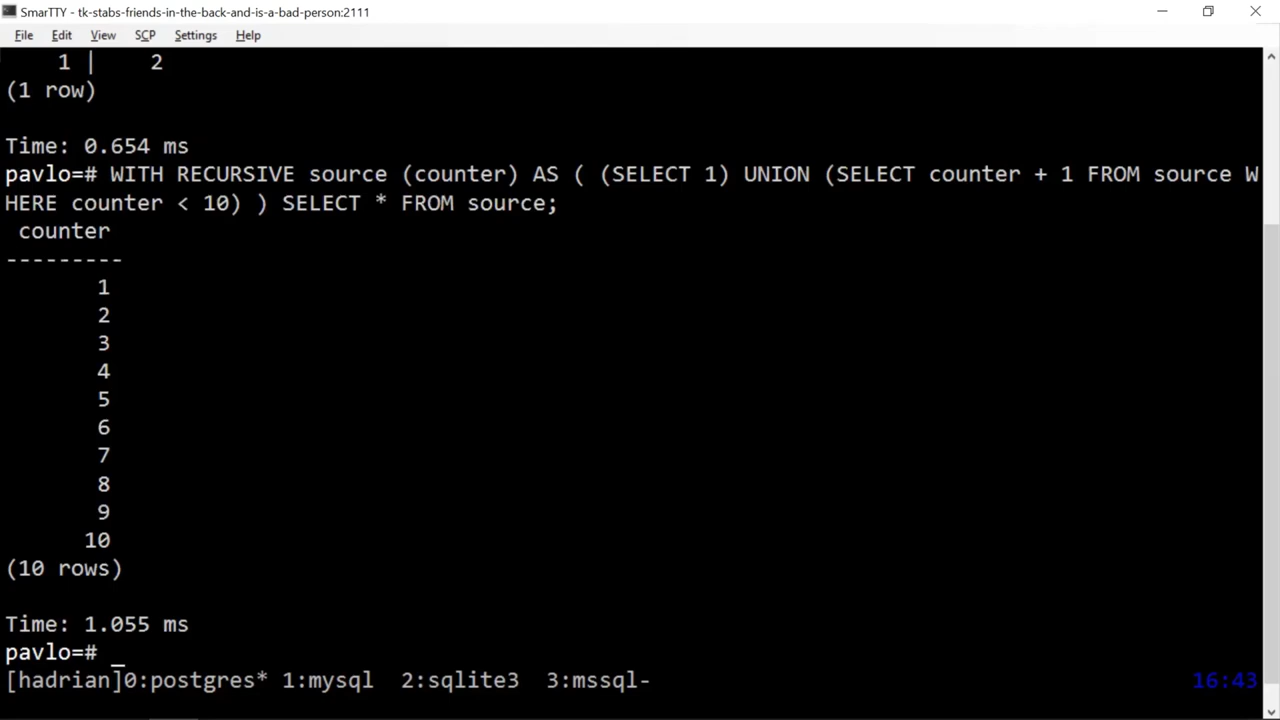 SmarTTY - tk-stabs-friends-in-the-back-and-is-a-bad-person:2111
File Edit View SCP Settings Help
1 | 2
(1 row)
Time: 0.654 ms
pavlo=# WITH RECURSIVE source (counter) AS ( (SELECT 1) UNION (SELECT counter + 1 FROM source W
HERE counter < 10) ) SELECT * FROM source;
counter
---------
1
2
3
4
5
6
7
8
9
10
(10 rows)
Time: 1.055 ms
pavlo=# _
[hadrian]0:postgres* 1:mysql 2:sqlite3 3:mssql- 16:43